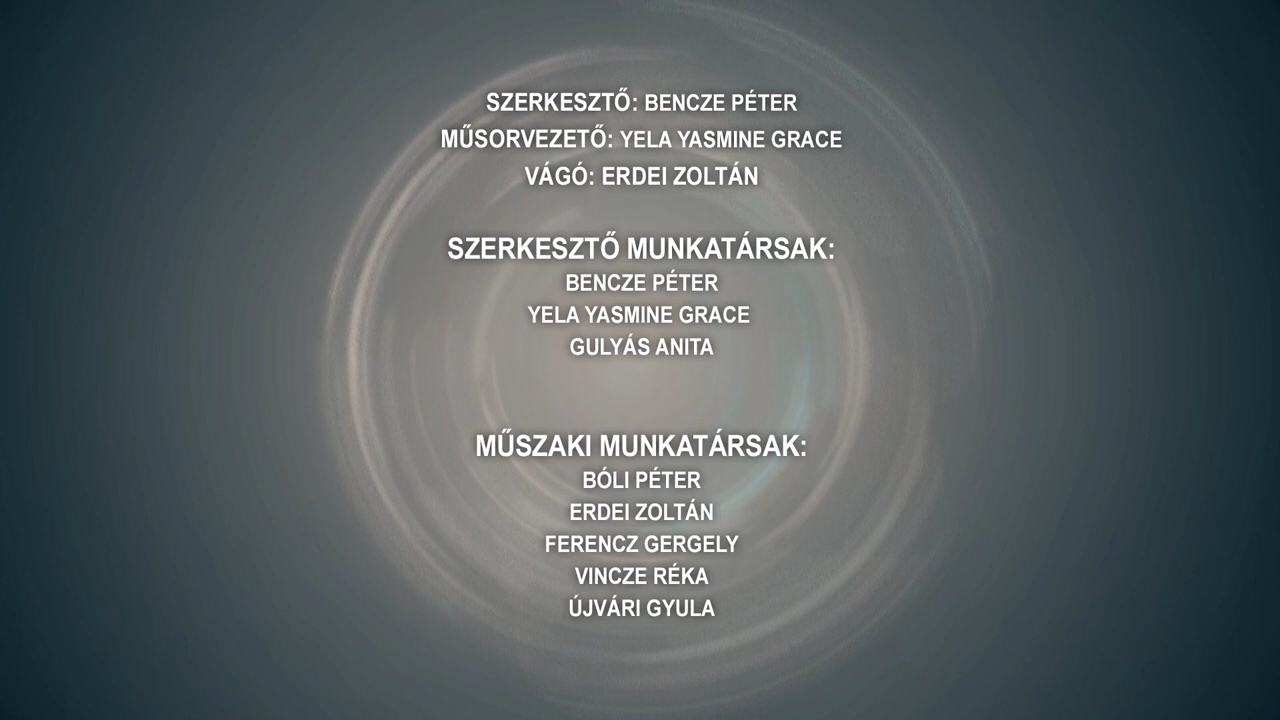 SZERKESZTŐ: BENCZE PÉTER
MŰSORVEZETŐ: YELA YASMINE GRACE
VÁGÓ: ERDEI ZOLTÁN
SZERKESZTŐ MUNKATÁRSAK:
BENCZE PÉTER
YELA YASMINE GRACE
GULYÁS ANITA
MŰSZAKI MUNKATÁRSAK:
BÓLI PÉTER
ERDEI ZOLTÁN
FERENCZ GERGELY
VINCZE RÉKA
ÚJVÁRI GYULA